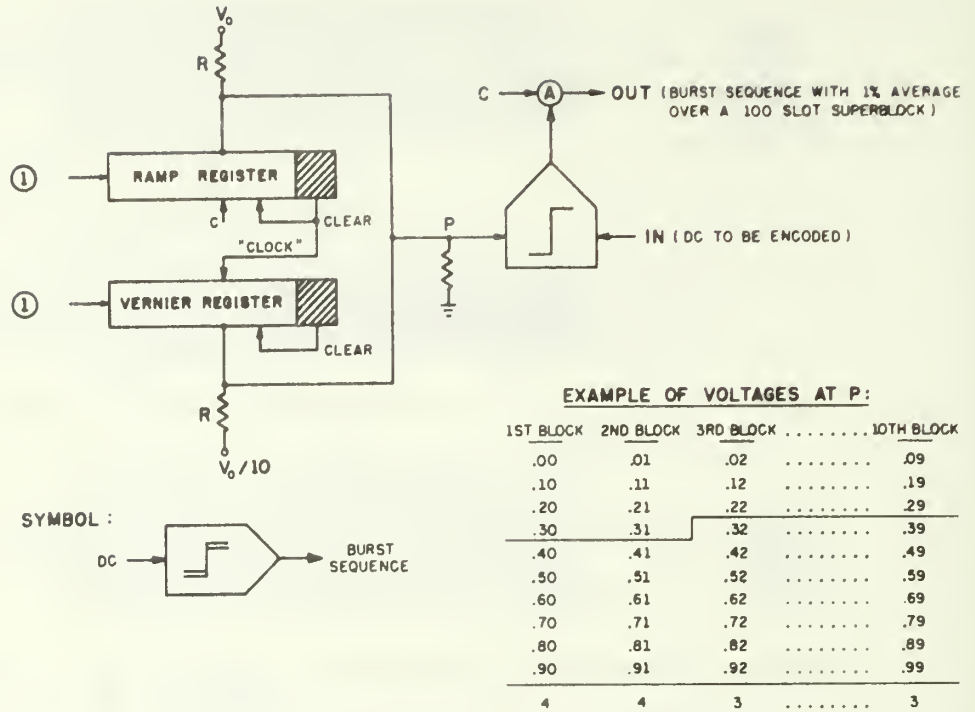 V₀
R
C
A
OUT (BURST SEQUENCE WITH 1% AVERAGE
OVER A 100 SLOT SUPERBLOCK)
1
RAMP REGISTER
C
CLEAR
"CLOCK"
P
IN (DC TO BE ENCODED)
1
VERNIER REGISTER
CLEAR
R
V₀/10
EXAMPLE OF VOLTAGES AT P:
1ST BLOCK 2ND BLOCK 3RD BLOCK ........ 10TH BLOCK
.00 .01 .02 ........ .09
.10 .11 .12 ........ .19
.20 .21 .22 ........ .29
.30 .31 .32 ........ .39
.40 .41 .42 ........ .49
.50 .51 .52 ........ .59
.60 .61 .62 ........ .69
.70 .71 .72 ........ .79
.80 .81 .82 ........ .89
.90 .91 .92 ........ .99
4 4 3 ........ 3
SYMBOL:
DC
BURST
SEQUENCE